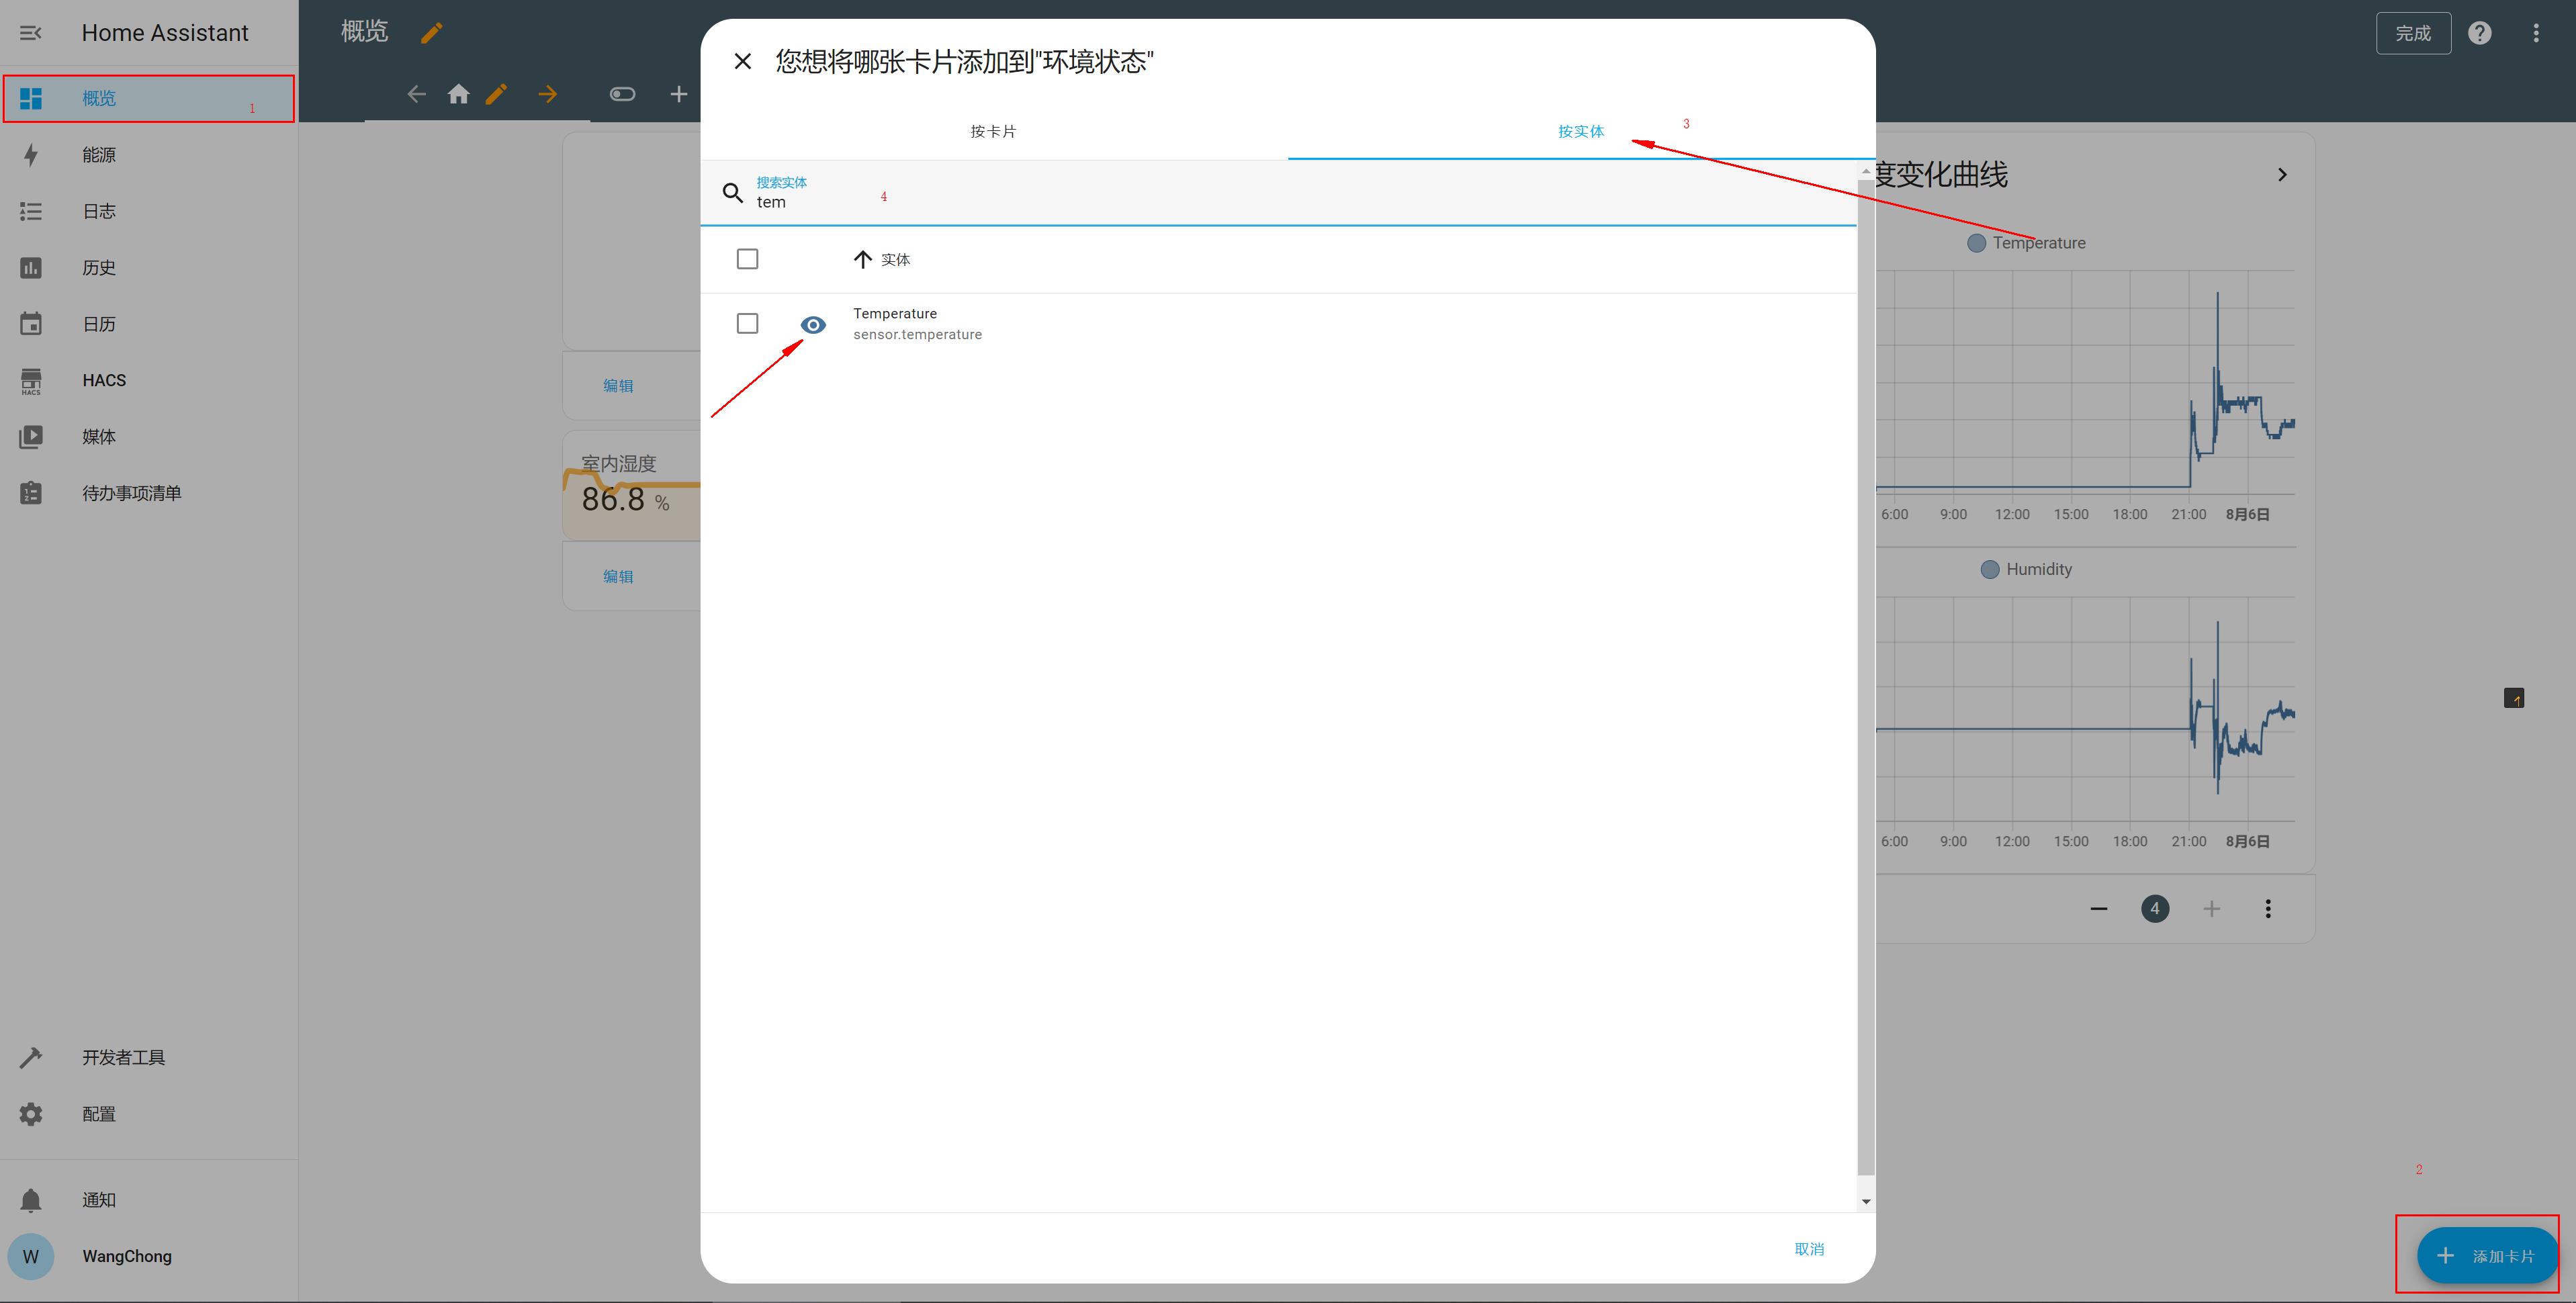 Home Assistant
概览
1
能源
日志
历史
日历
HACS
HACS
媒体
待办事项清单
开发者工具
配置
通知
W
WangChong
概览
完成
编辑
室内湿度
86.8 %
编辑
您想将哪张卡片添加到"环境状态"
按卡片
按实体
3
搜索实体
tem
4
实体
Temperature
sensor.temperature
取消
度变化曲线
Temperature
6:00 9:00 12:00 15:00 18:00 21:00 8月6日
Humidity
6:00 9:00 12:00 15:00 18:00 21:00 8月6日
4
2
添加卡片